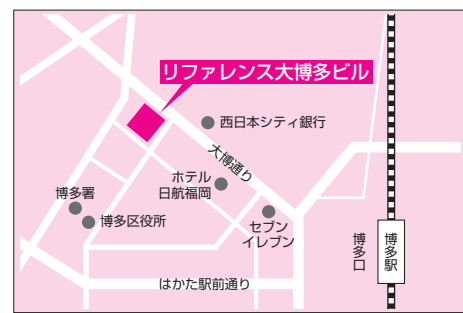 リファレンス大博多ビル
西日本シティ銀行
大博通り
ホテル
日航福岡
博多署
博多区役所
セブン
イレブン
博多口
博多駅
はかた駅前通り